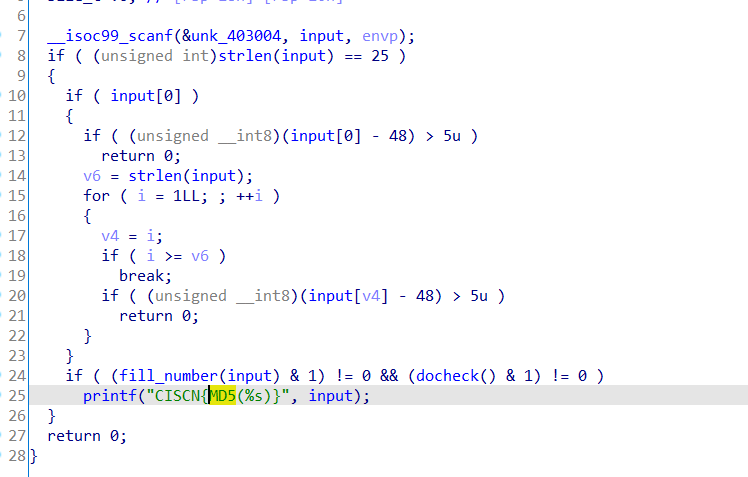 6
7 __isoc99_scanf(&unk_403004, input, envp);
8 if ( (unsigned int)strlen(input) == 25 )
9 {
10 if ( input[0] )
11 {
12 if ( (unsigned __int8)(input[0] - 48) > 5u )
13 return 0;
14 v6 = strlen(input);
15 for ( i = 1LL; ; ++i )
16 {
17 v4 = i;
18 if ( i >= v6 )
19 break;
20 if ( (unsigned __int8)(input[v4] - 48) > 5u )
21 return 0;
22 }
23 }
24 if ( (fill_number(input) & 1) != 0 && (docheck() & 1) != 0 )
25 printf("CISCN{MD5(%s)}", input);
26 }
27 return 0;
28 }